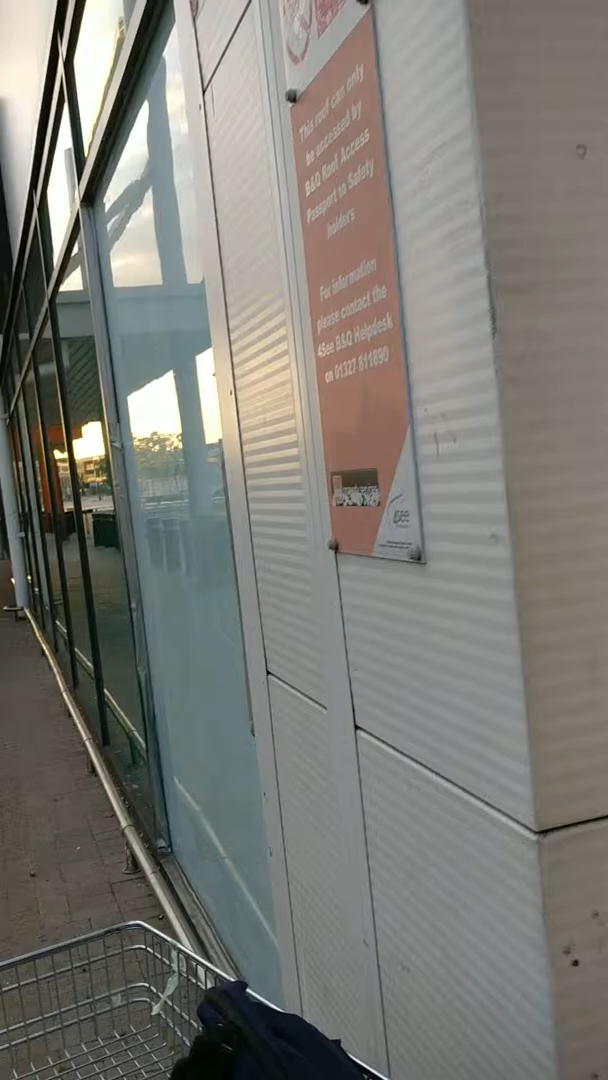 This roof can only
be accessed by
B&Q Roof Access
Passport to Safety
holders
For information
please contact the
4See B&Q Helpdesk
on 01327 811890
4see